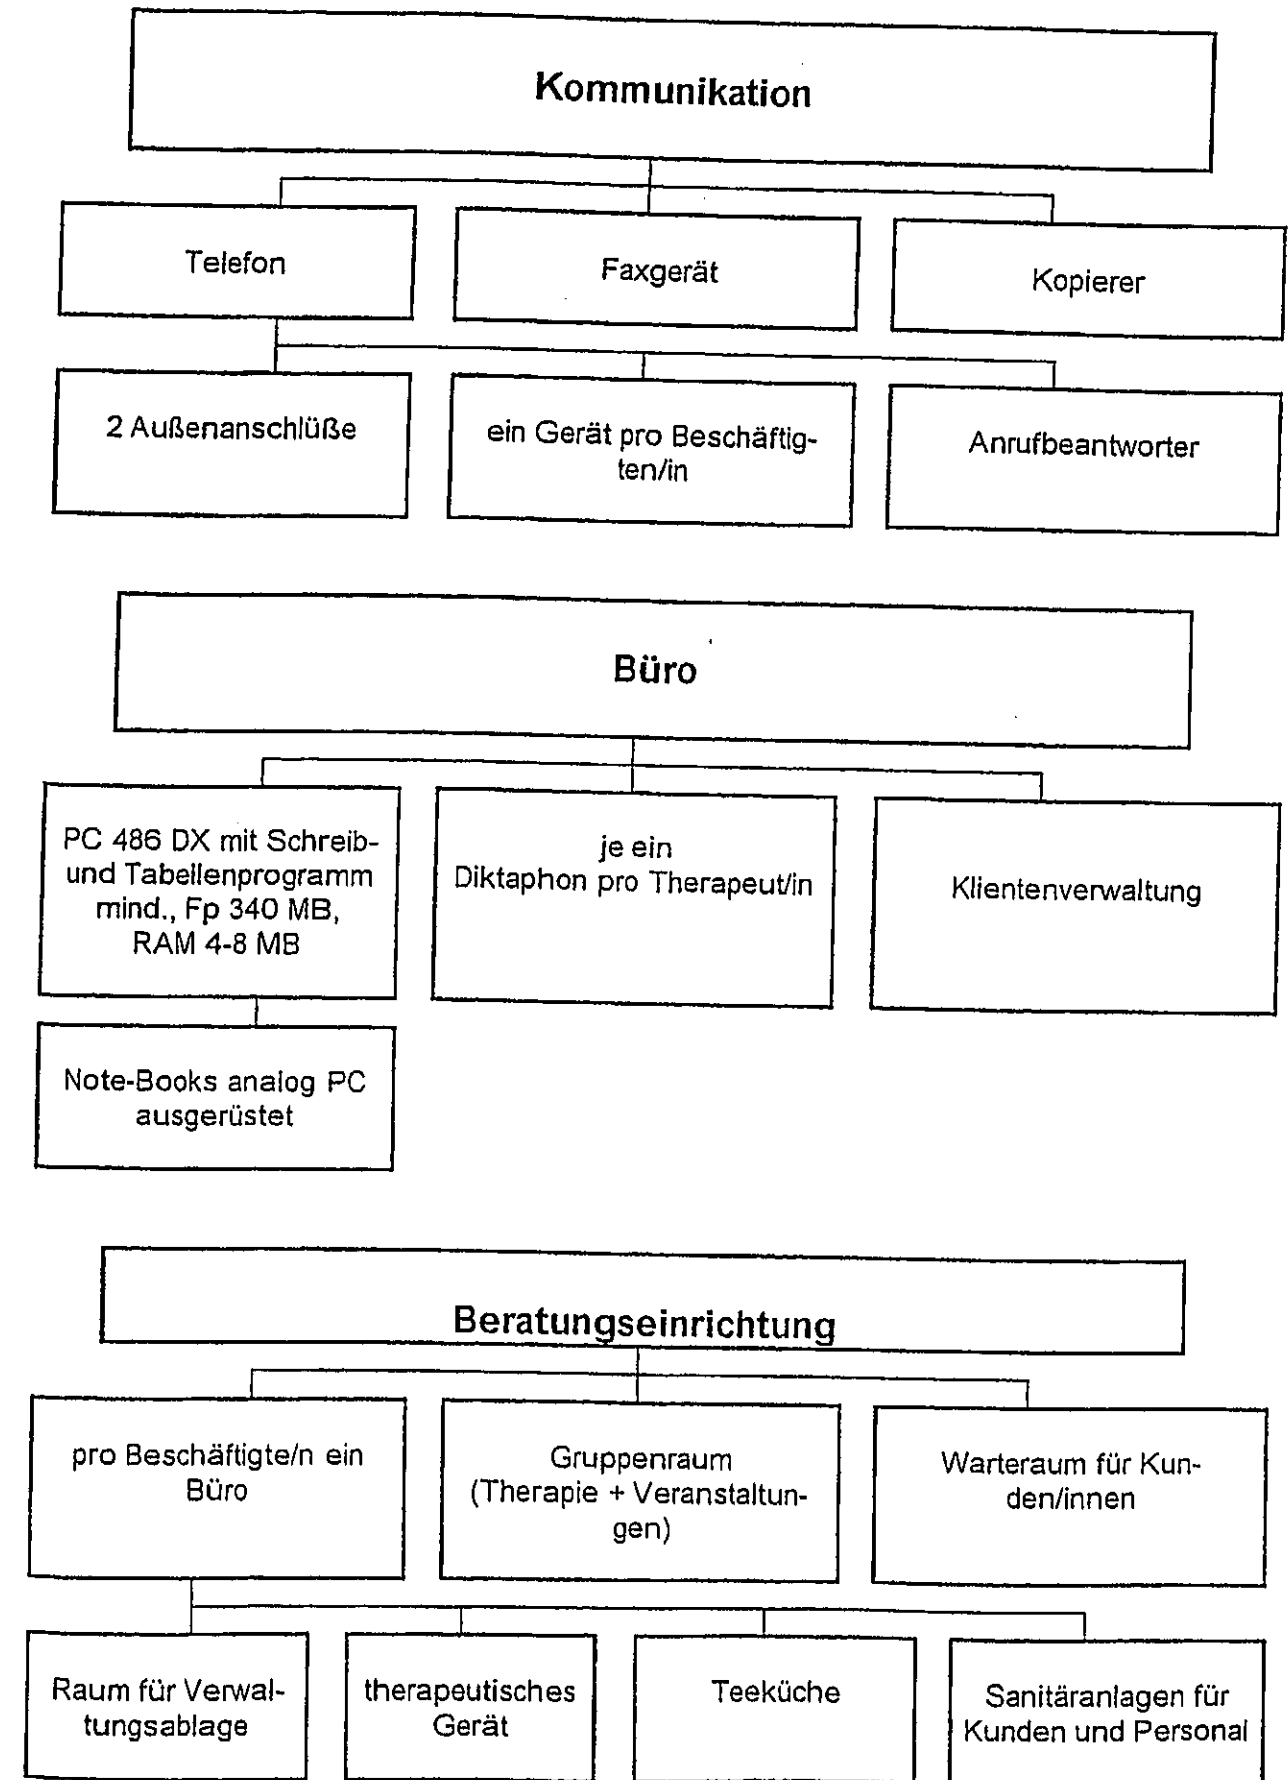 Kommunikation
Telefon
Faxgerät
Kopierer
2 Außenanschlüße
ein Gerät pro Beschäftig-
ten/in
Anrufbeantworter
Büro
PC 486 DX mit Schreib-
und Tabellenprogramm
mind., Fp 340 MB,
RAM 4-8 MB
je ein
Diktaphon pro Therapeut/in
Klientenverwaltung
Note-Books analog PC
ausgerüstet
Beratungseinrichtung
pro Beschäftigte/n ein
Büro
Gruppenraum
(Therapie + Veranstaltun-
gen)
Warteraum für Kun-
den/innen
Raum für Verwal-
tungsablage
therapeutisches
Gerät
Teeküche
Sanitäranlagen für
Kunden und Personal